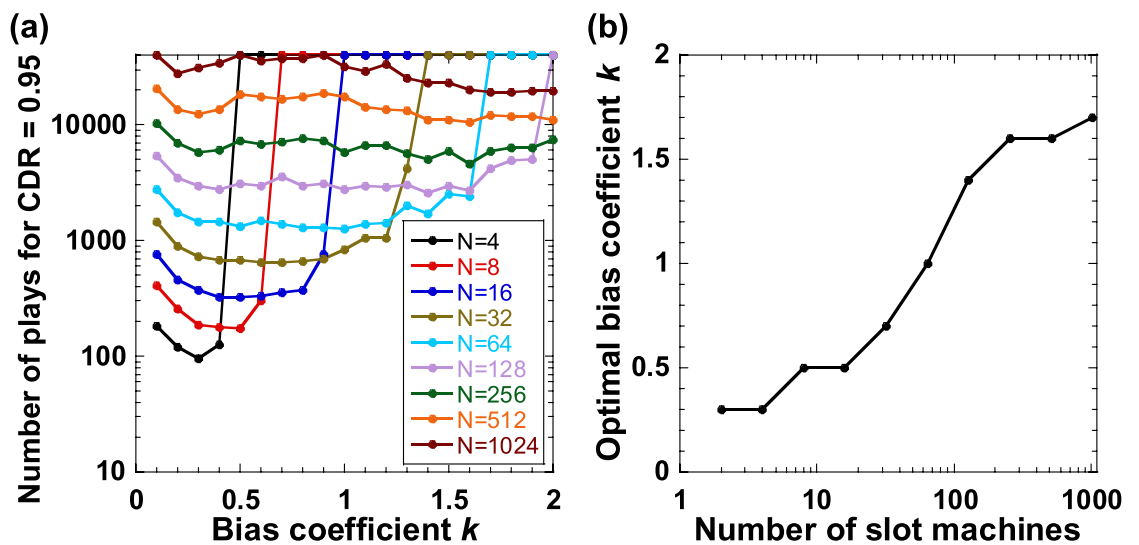 (a)
Number of plays for CDR = 0.95
10000
1000
100
10
0
0.5
1
1.5
2
Bias coefficient k
N=4
N=8
N=16
N=32
N=64
N=128
N=256
N=512
N=1024
(b)
Optimal bias coefficient k
2
1.5
1
0.5
0
1
10
100
1000
Number of slot machines